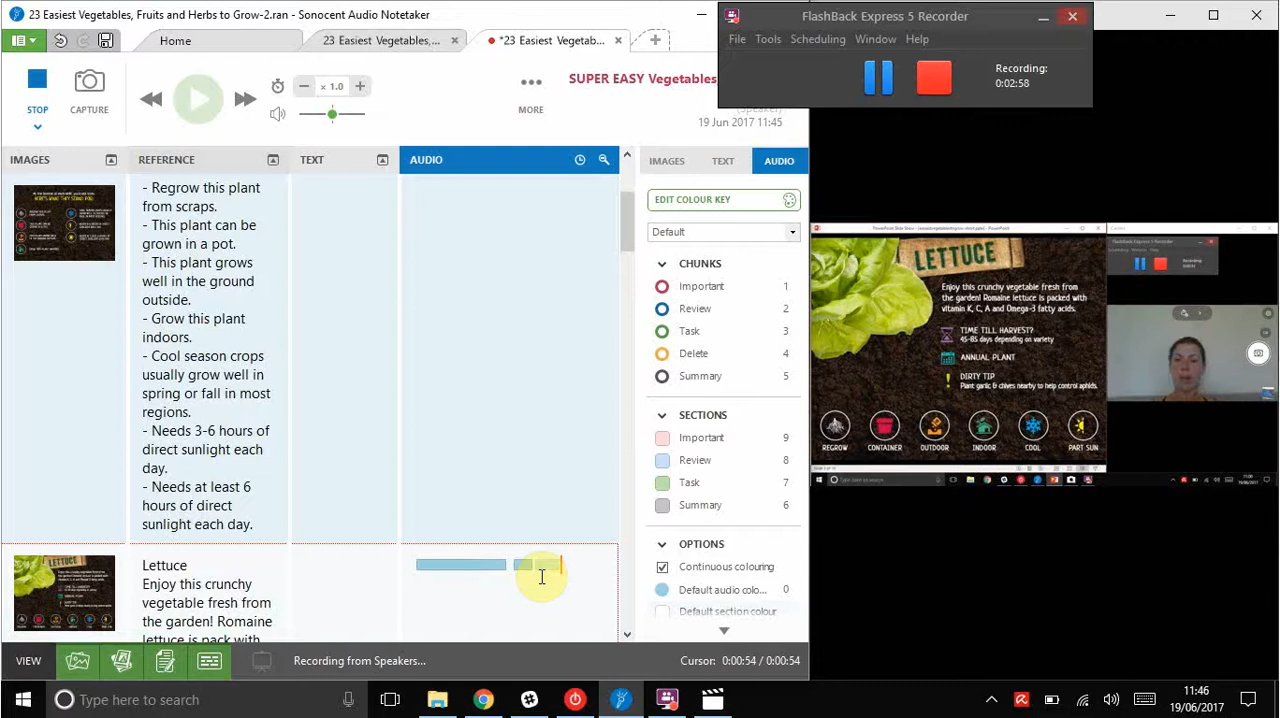 23 Easiest Vegetables, Fruits and Herbs to Grow-2.ran - Sonocent Audio Notetaker
Home
23 Easiest Vegetables,...
*23 Easiest Vegetab...
STOP
CAPTURE
x 1.0
MORE
SUPER EASY Vegetables
19 Jun 2017 11:45
FlashBack Express 5 Recorder
File Tools Scheduling Window Help
Recording:
0:02:58
IMAGES
REFERENCE
TEXT
AUDIO
- Regrow this plant
from scraps.
- This plant can be
grown in a pot.
- This plant grows
well in the ground
outside.
- Grow this plant
indoors.
- Cool season crops
usually grow well in
spring or fall in most
regions.
- Needs 3-6 hours of
direct sunlight each
day.
- Needs at least 6
hours of direct
sunlight each day.
Lettuce
Enjoy this crunchy
vegetable fresh from
the garden! Romaine
lettuce is pack with
IMAGES TEXT AUDIO
EDIT COLOUR KEY
Default
CHUNKS
Important 1
Review 2
Task 3
Delete 4
Summary 5
SECTIONS
Important 9
Review 8
Task 7
Summary 6
OPTIONS
Continuous colouring
Default audio colo... 0
Default section colour
VIEW
Recording from Speakers...
Cursor: 0:00:54 / 0:00:54
LETTUCE
Enjoy this crunchy vegetable fresh from
the garden! Romaine lettuce is packed with
vitamin K, C, A and Omega-3 fatty acids.
TIME TILL HARVEST?
45-85 days depending on variety
ANNUAL PLANT
DIRTY TIP
Plant garlic & chives nearby to help control aphids.
REGROW CONTAINER OUTDOOR INDOOR COOL PART SUN
FlashBack Express 5 Recorder
Recording:
Type here to search
11:46
19/06/2017